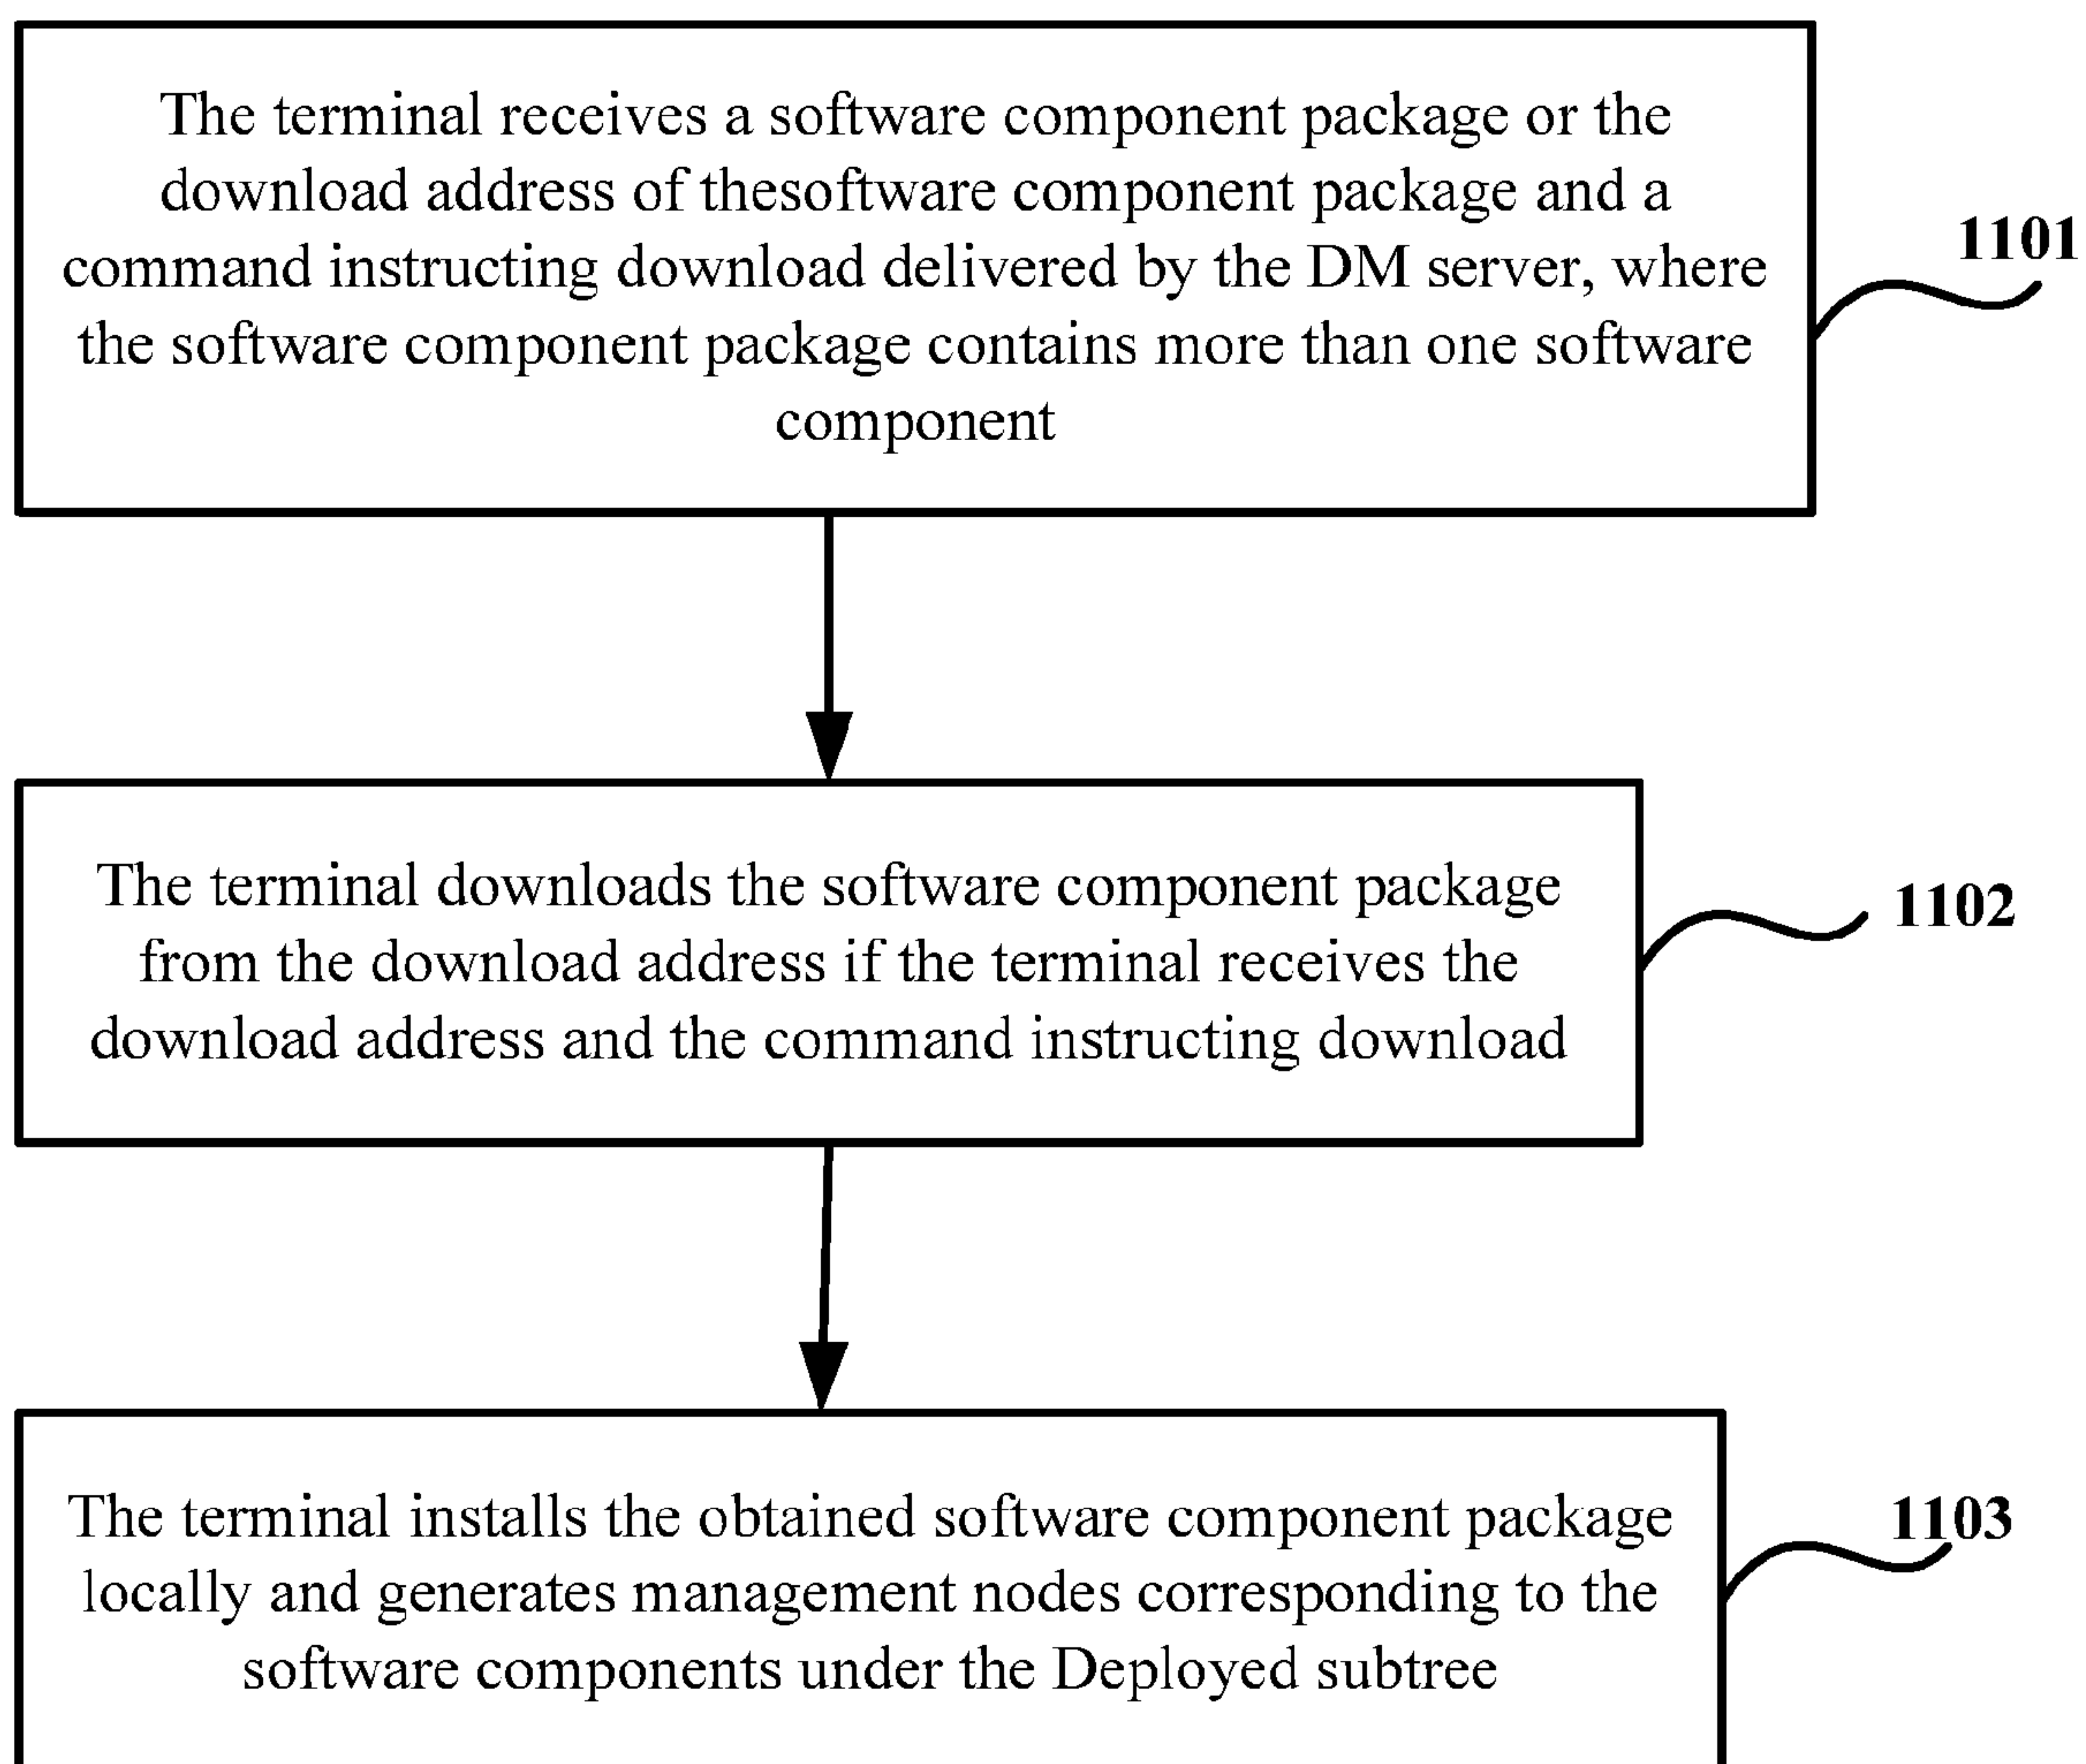 The terminal receives a software component package or the
download address of thesoftware component package and a
command instructing download delivered by the DM server, where
the software component package contains more than one software
component
1101
The terminal downloads the software component package
from the download address if the terminal receives the
download address and the command instructing download
1102
The terminal installs the obtained software component package
locally and generates management nodes corresponding to the
software components under the Deployed subtree
1103